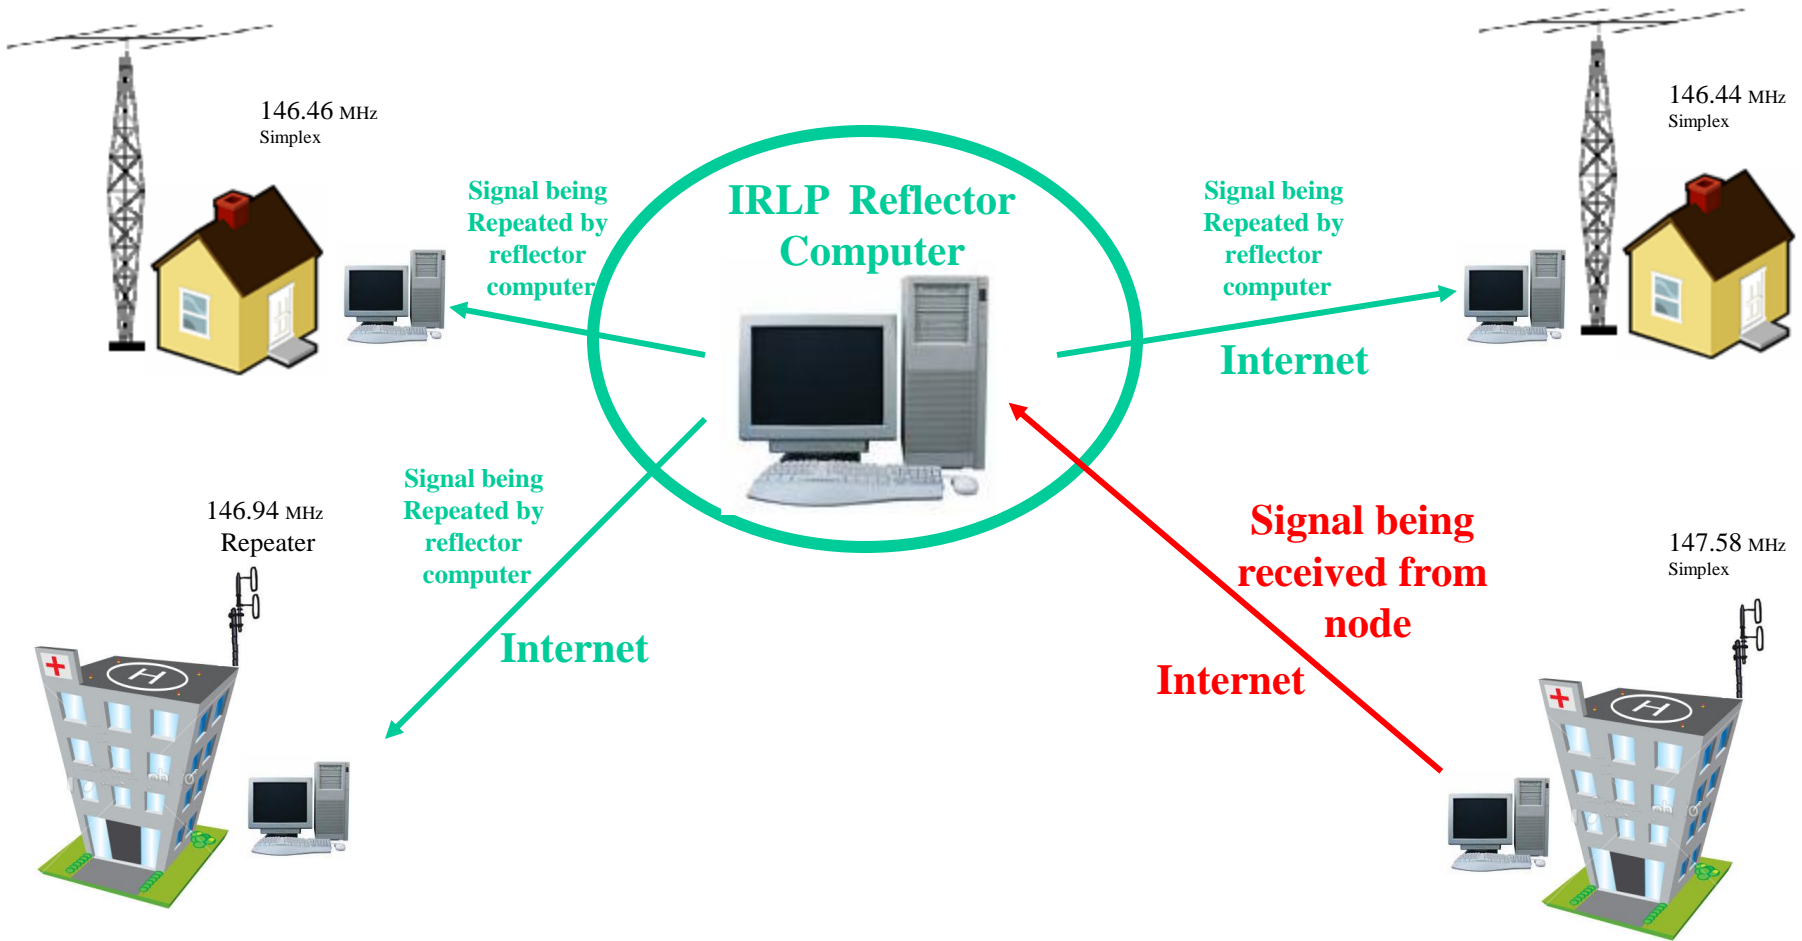 146.46 MHz
Simplex
146.44 MHz
Simplex
Signal being
Repeated by
reflector
computer
IRLP Reflector
Computer
Signal being
Repeated by
reflector
computer
Internet
146.94 MHz
Repeater
Signal being
Repeated by
reflector
computer
Internet
Signal being
received from
node
Internet
147.58 MHz
Simplex
H
H